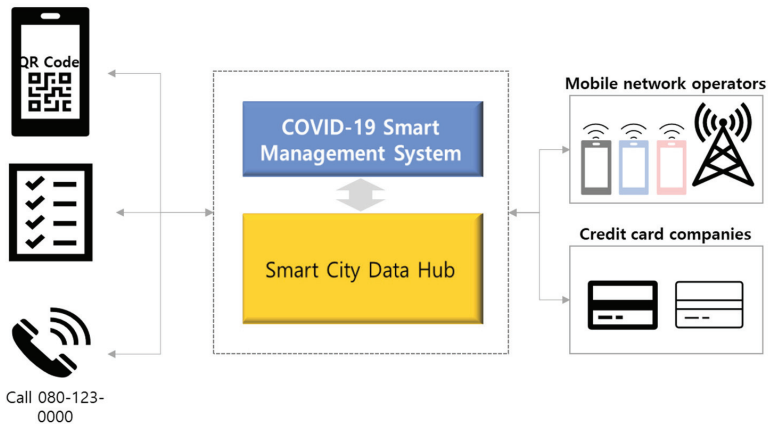 QR Code
Call 080-123-
0000
COVID-19 Smart
Management System
Smart City Data Hub
Mobile network operators
Credit card companies